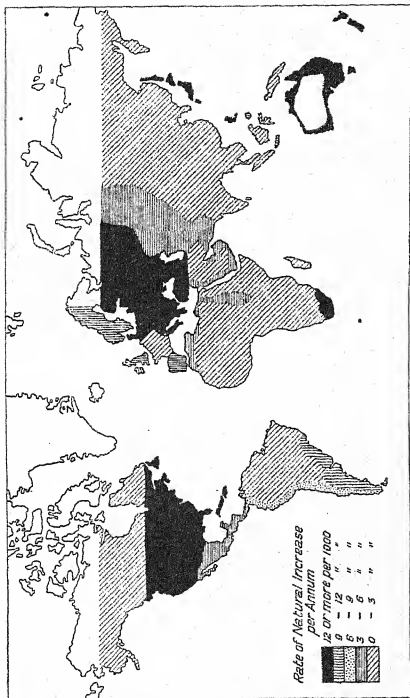 Rate of Natural Increase
per Annum
12 or more per 1000
9 – 12 " "
6 – 9 " "
3 – 6 " "
0 – 3 " "